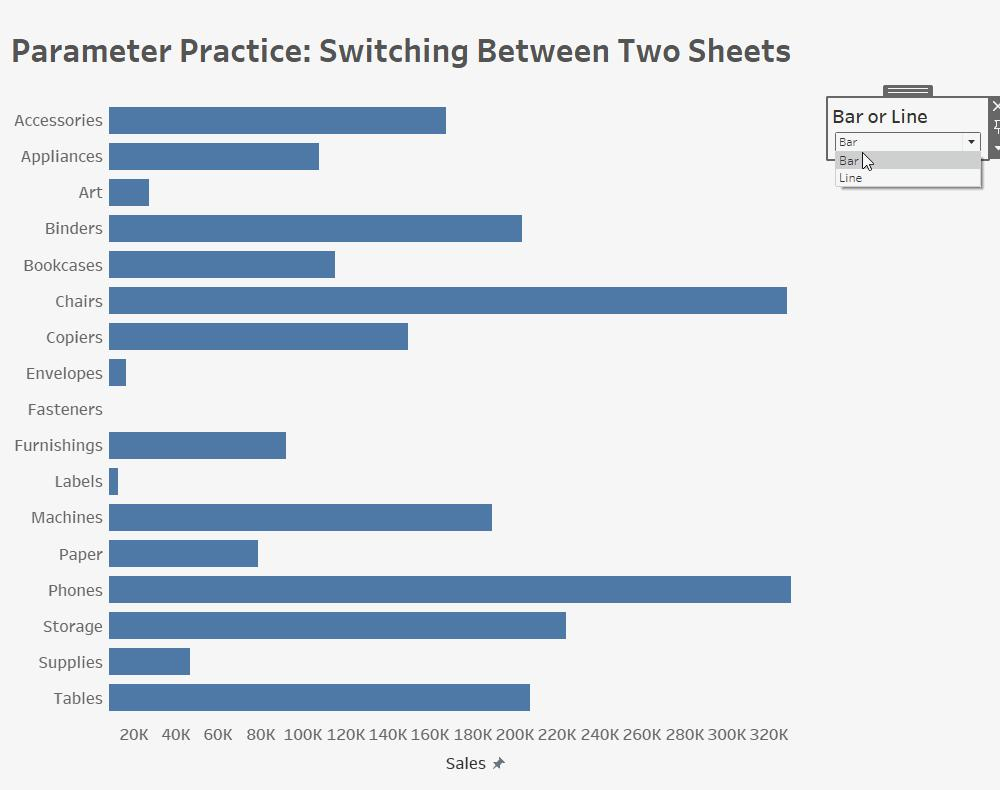 Parameter Practice: Switching Between Two Sheets
Bar or Line
Bar
Bar
Line
Accessories
Appliances
Art
Binders
Bookcases
Chairs
Copiers
Envelopes
Fasteners
Furnishings
Labels
Machines
Paper
Phones
Storage
Supplies
Tables
20K 40K 60K 80K 100K 120K 140K 160K 180K 200K 220K 240K 260K 280K 300K 320K
Sales